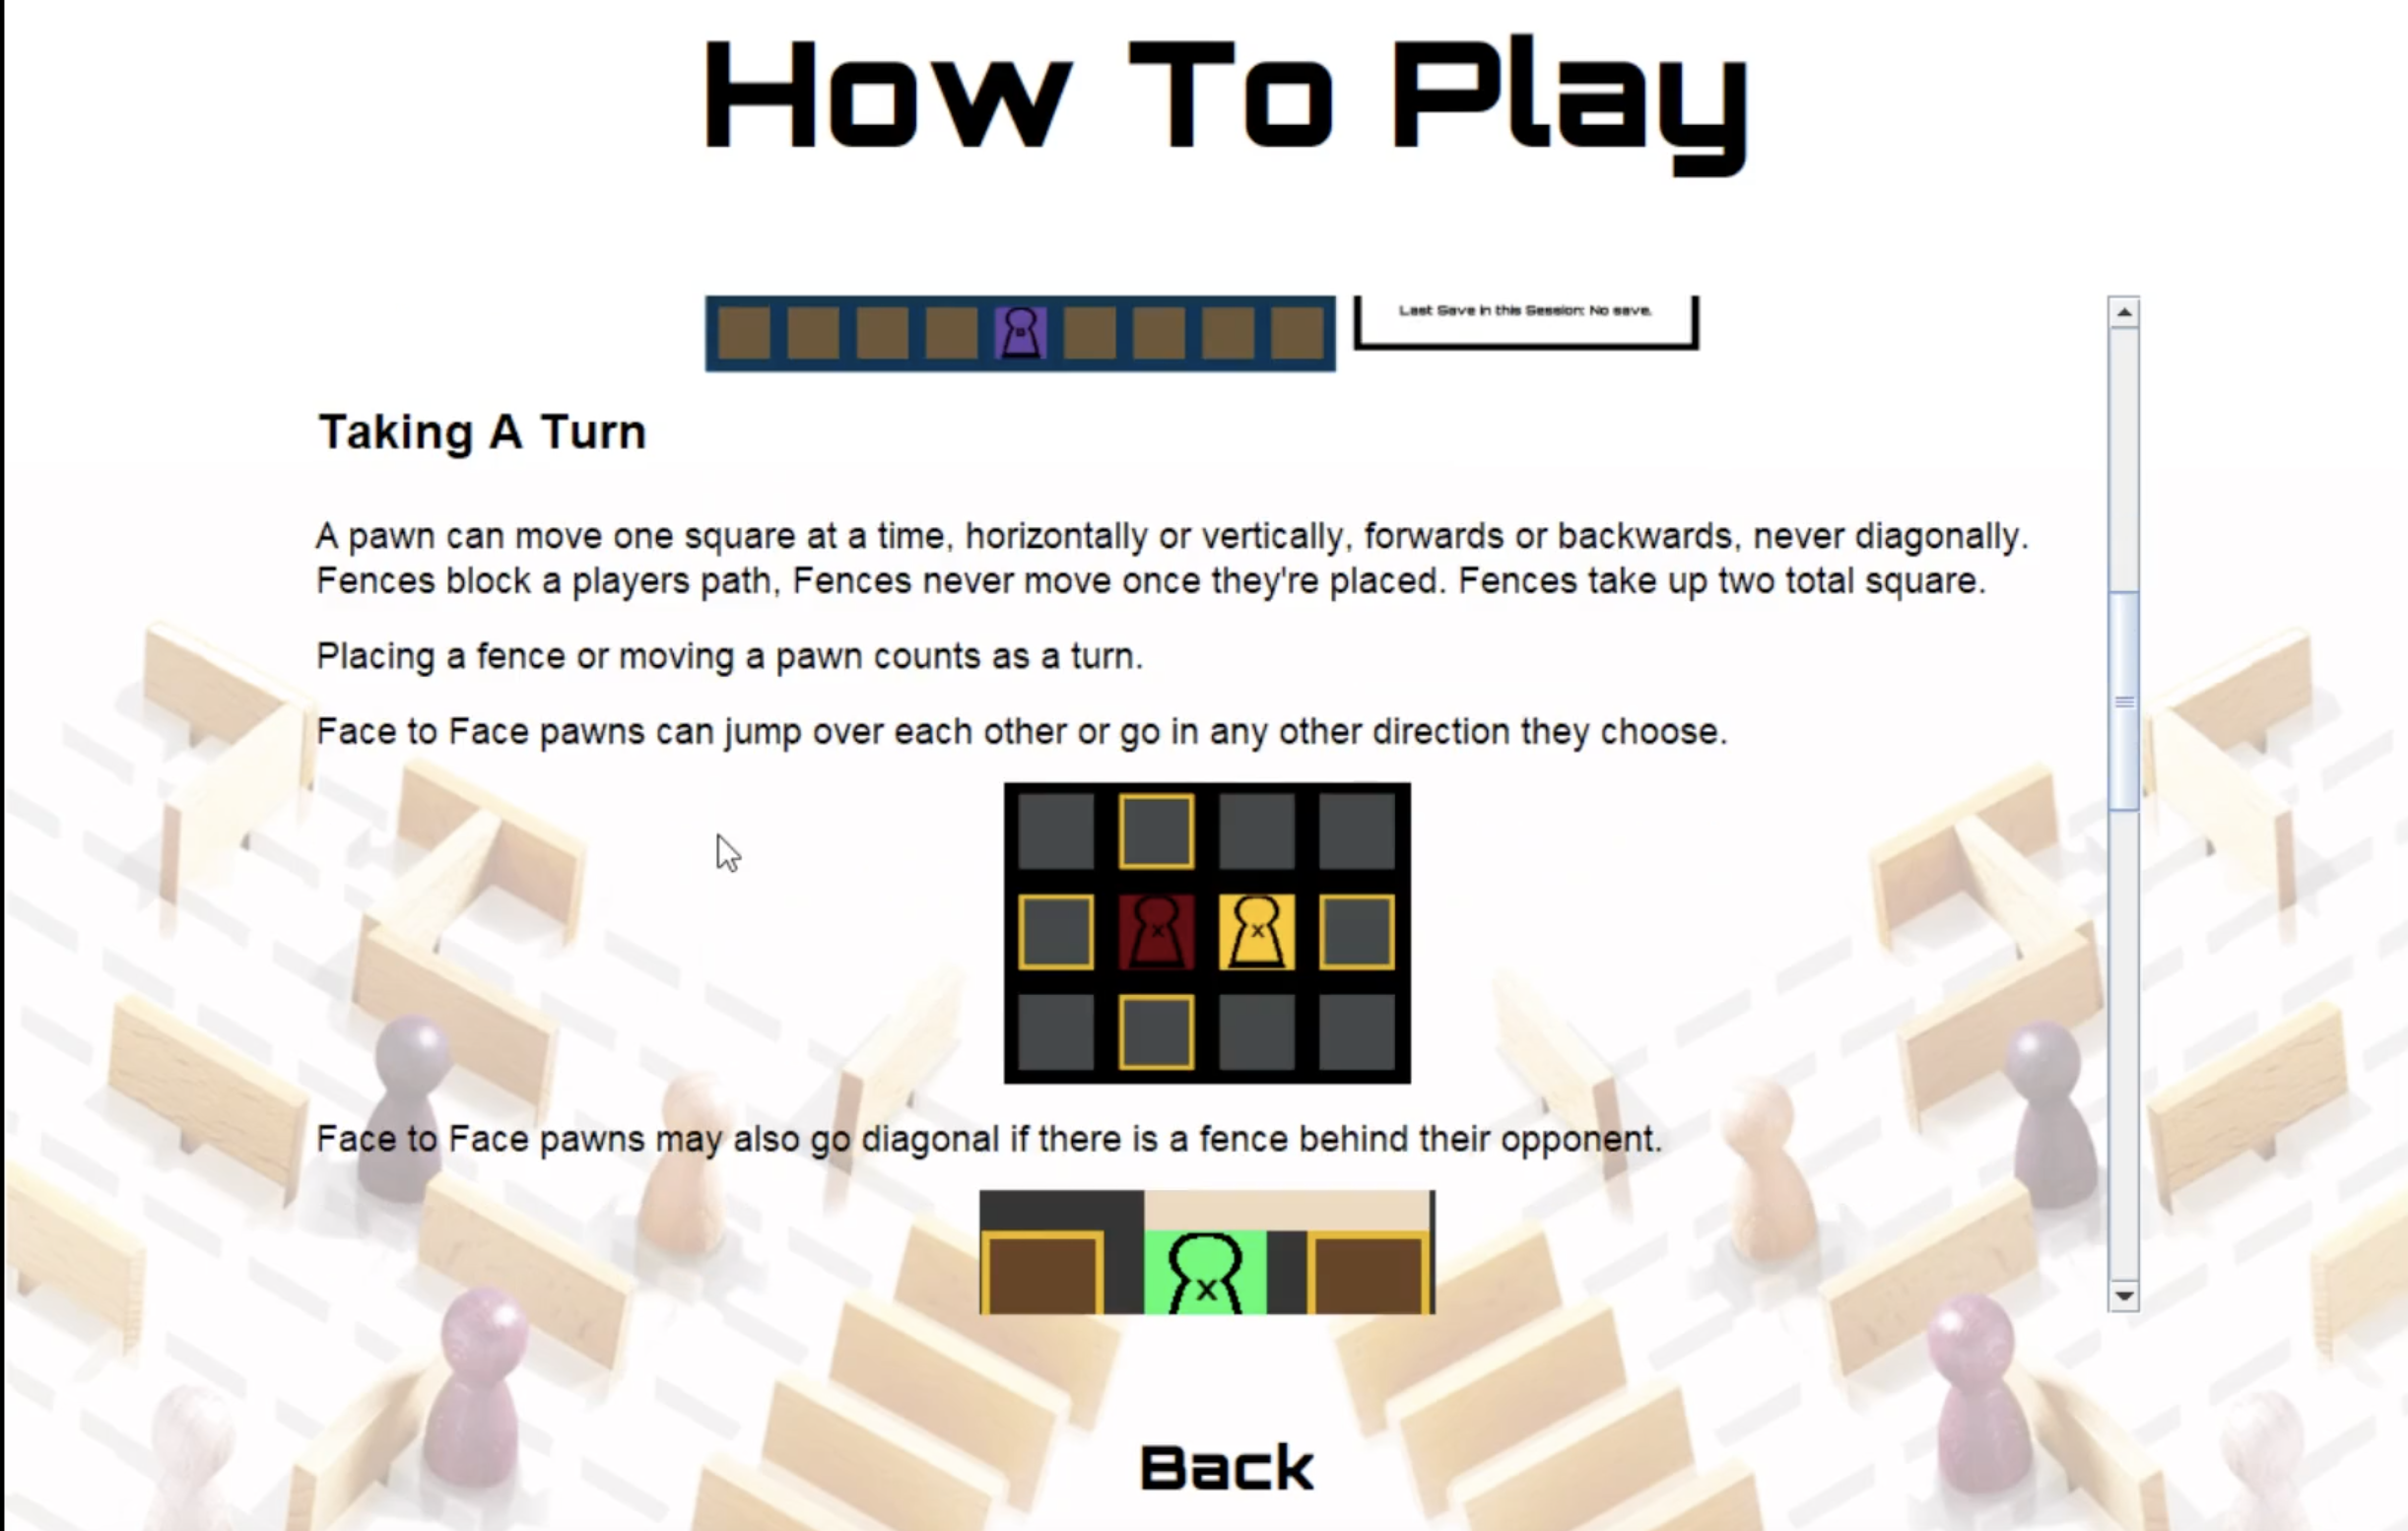 How To Play
Last Save in this Session: No save.
Taking A Turn
A pawn can move one square at a time, horizontally or vertically, forwards or backwards, never diagonally.
Fences block a players path, Fences never move once they're placed. Fences take up two total square.
Placing a fence or moving a pawn counts as a turn.
Face to Face pawns can jump over each other or go in any other direction they choose.
x x
Face to Face pawns may also go diagonal if there is a fence behind their opponent.
x
Back